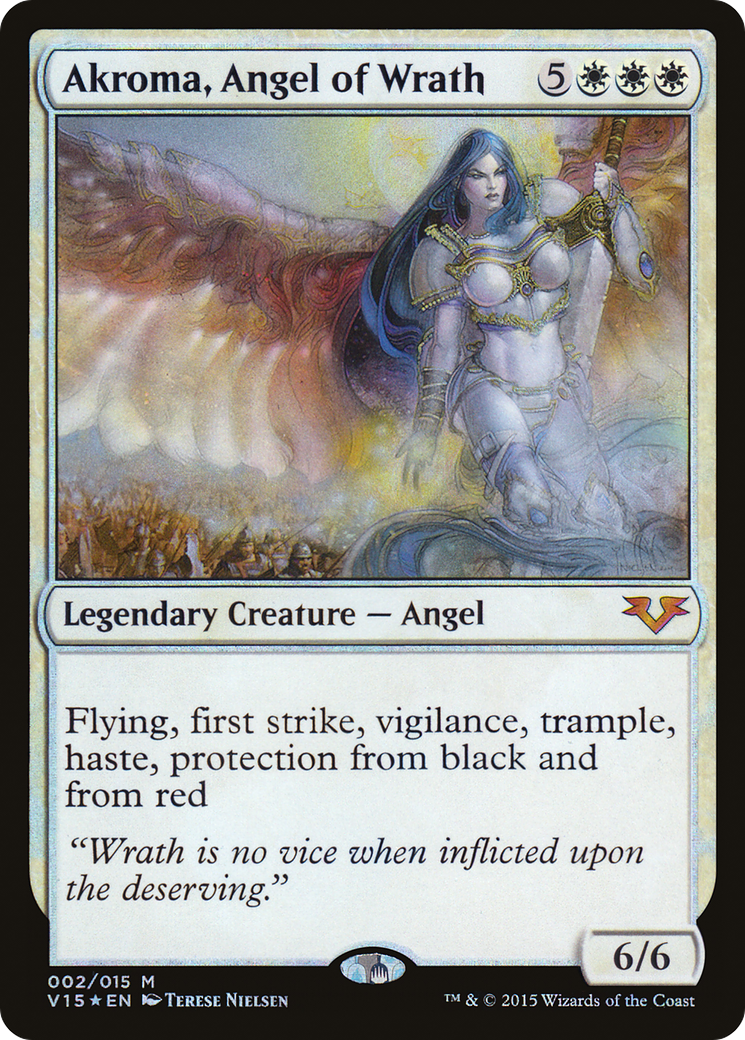 Akroma, Angel of Wrath 5
Legendary Creature — Angel
Flying, first strike, vigilance, trample,
haste, protection from black and
from red
“Wrath is no vice when inflicted upon
the deserving.”
6/6
002/015 M
V15★EN Terese Nielsen
™ & © 2015 Wizards of the Coast